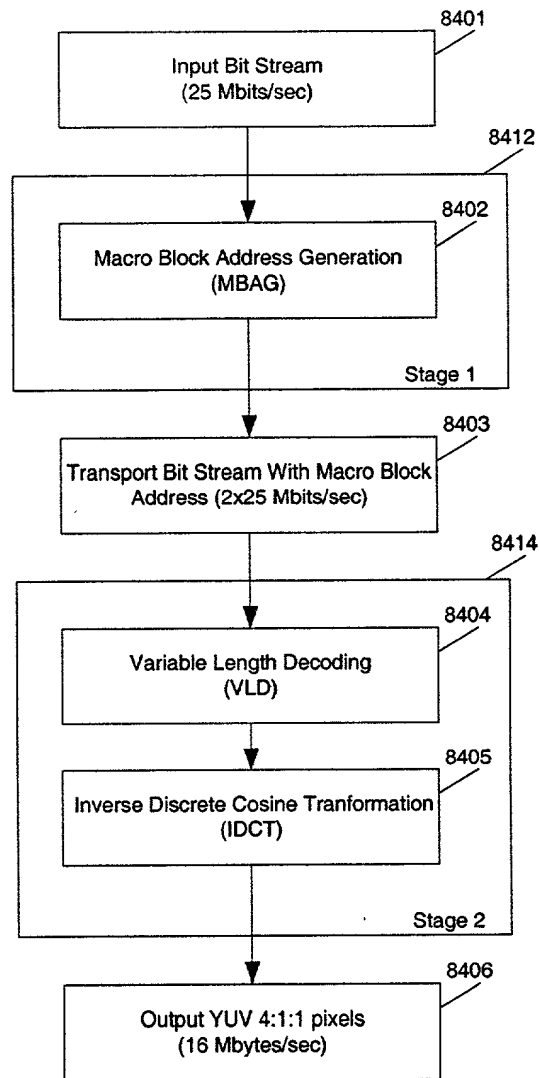 8401
Input Bit Stream
(25 Mbits/sec)
8412
8402
Macro Block Address Generation
(MBAG)
Stage 1
8403
Transport Bit Stream With Macro Block
Address (2x25 Mbits/sec)
8414
8404
Variable Length Decoding
(VLD)
8405
Inverse Discrete Cosine Tranformation
(IDCT)
Stage 2
8406
Output YUV 4:1:1 pixels
(16 Mbytes/sec)